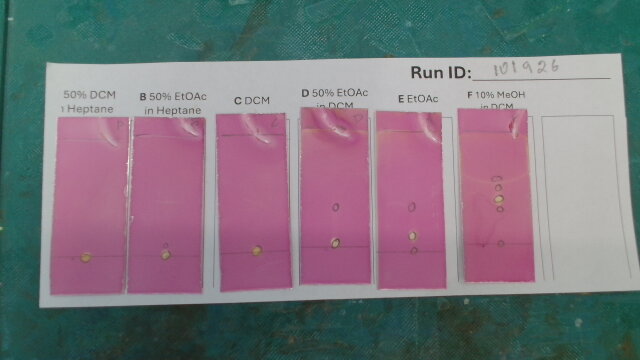 Run ID: 101926
50% DCM
Heptane
B 50% EtOAc
in Heptane
C DCM
D 50% EtOAc
in DCM
E EtOAc
F 10% MeOH
in DCM